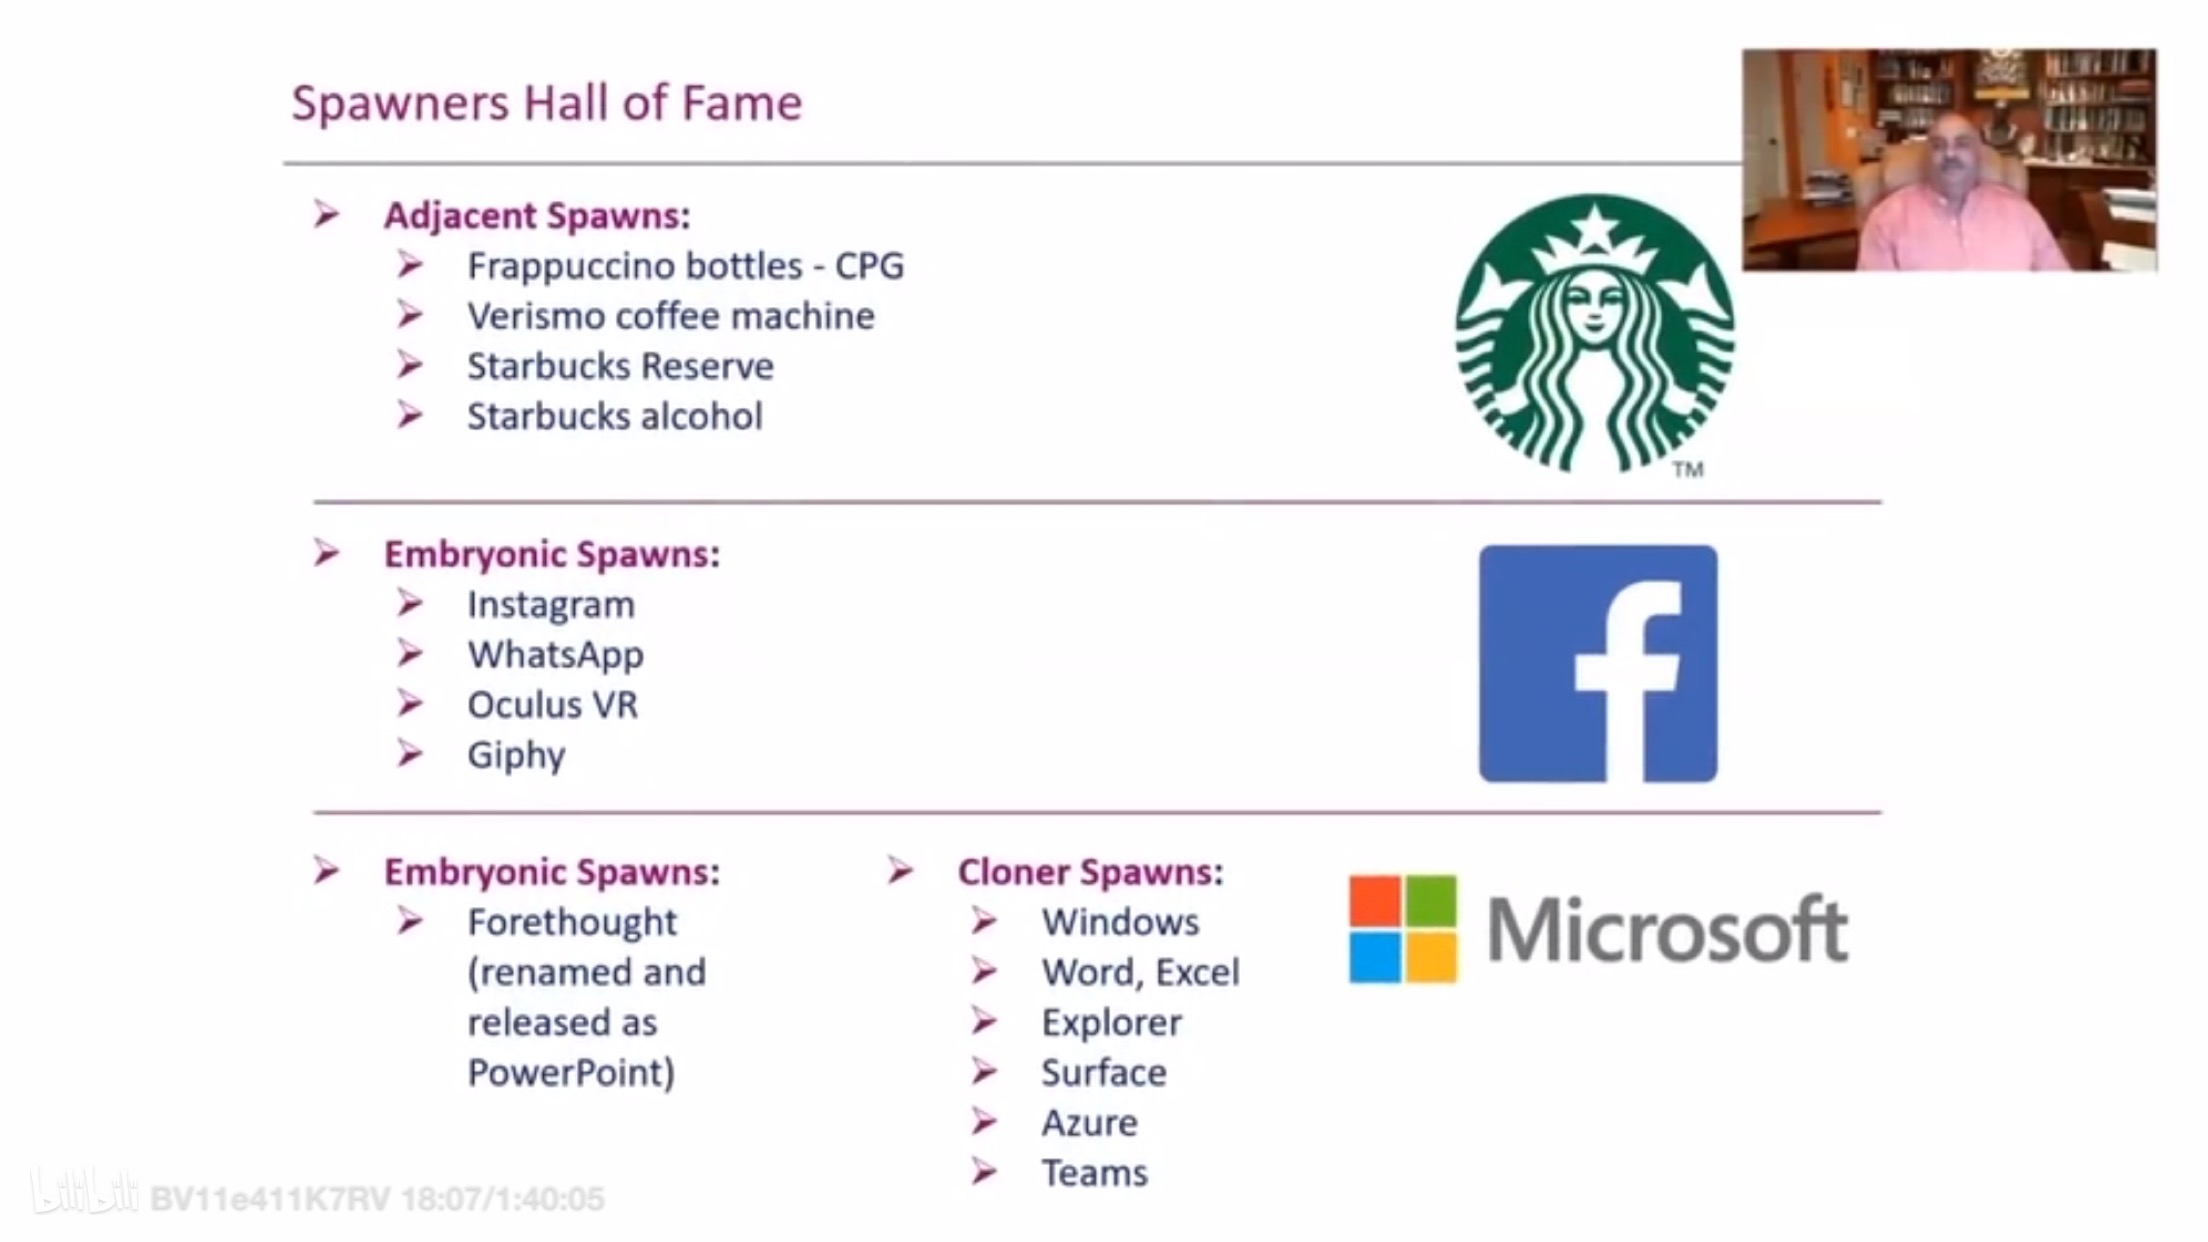 Spawners Hall of Fame
Adjacent Spawns:
Frappuccino bottles - CPG
Verismo coffee machine
Starbucks Reserve
Starbucks alcohol
TM
Embryonic Spawns:
Instagram
WhatsApp
Oculus VR
Giphy
f
Embryonic Spawns:
Forethought
(renamed and
released as
PowerPoint)
Cloner Spawns:
Windows
Word, Excel
Explorer
Surface
Azure
Teams
Microsoft
bilibili BV11e411K7RV 18:07/1:40:05